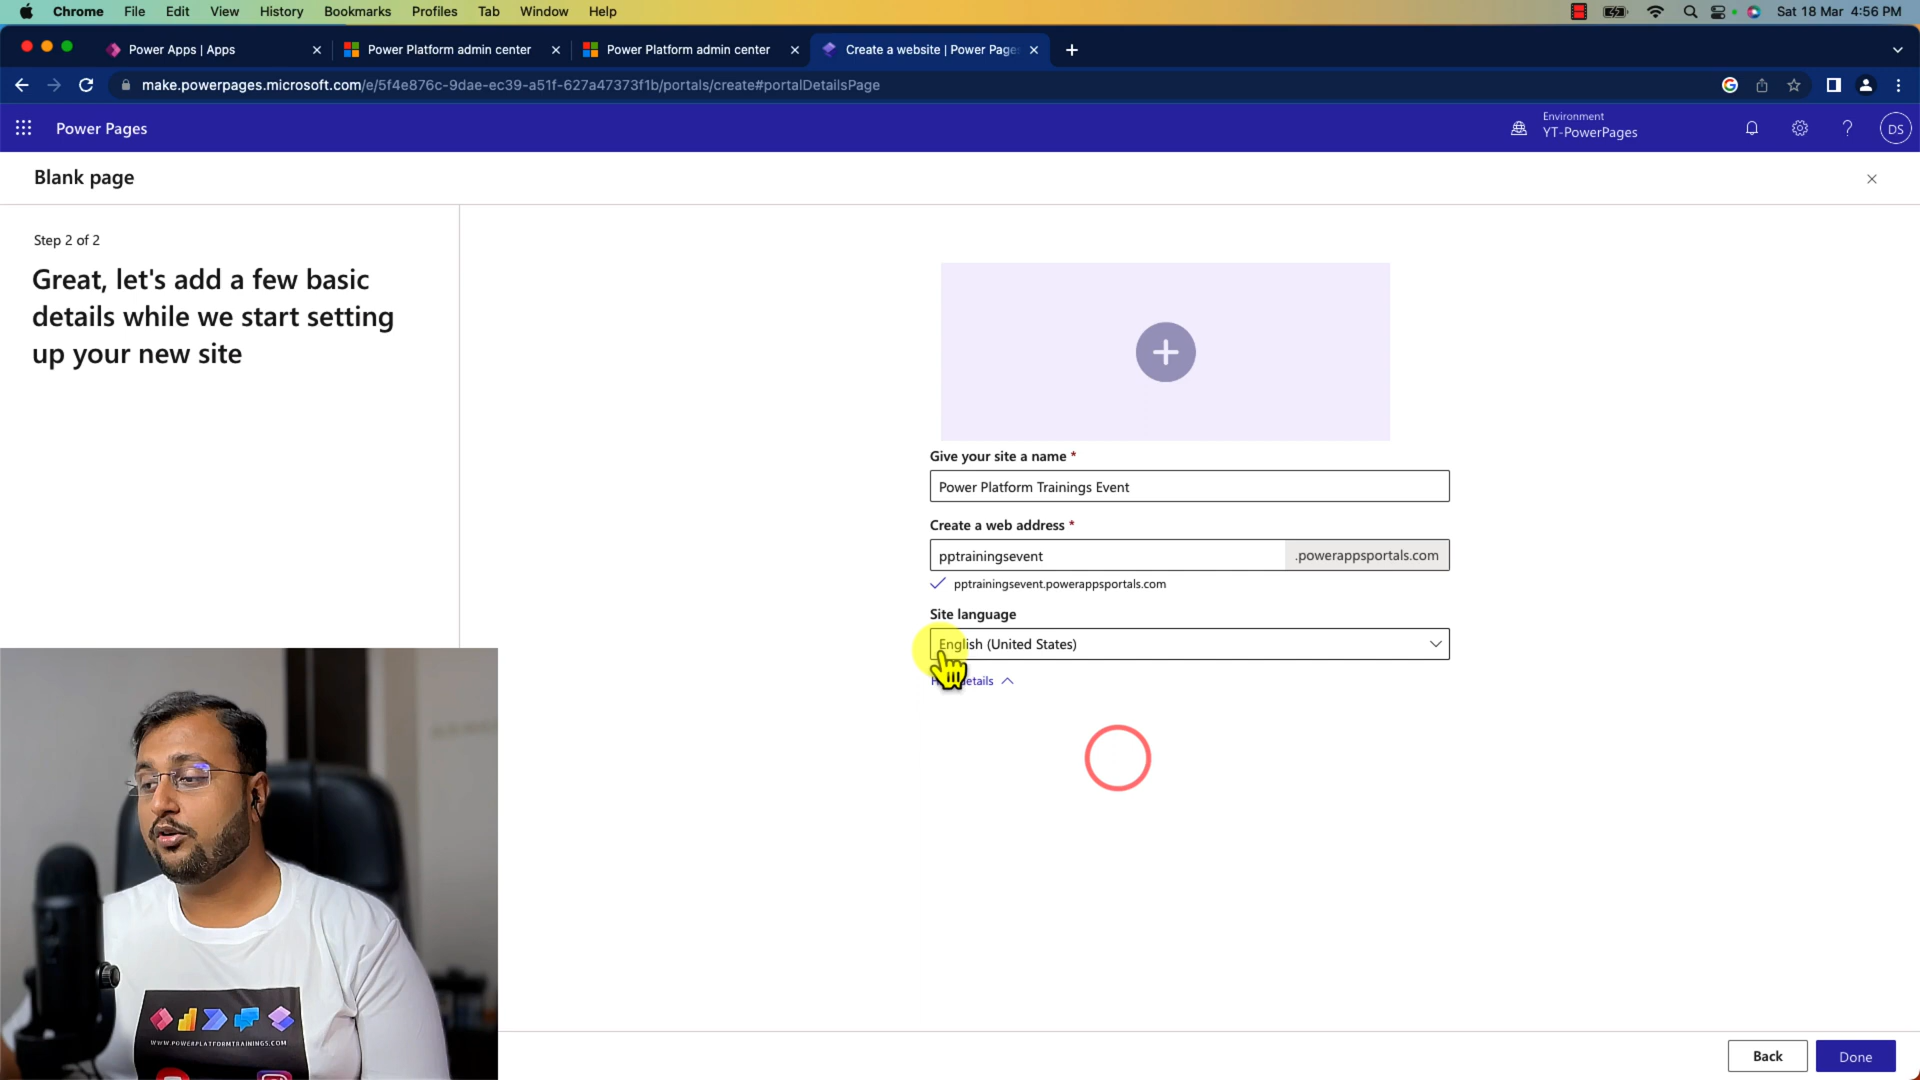 Chrome File Edit View History Bookmarks Profiles Tab Window Help Sat 18 Mar 4:56 PM
Power Apps | Apps Power Platform admin center Power Platform admin center Create a website | Power Page
make.powerpages.microsoft.com/e/5f4e876c-9dae-ec39-a51f-627a47373f1b/portals/create#portalDetailsPage
Power Pages
Environment
YT-PowerPages
DS
Blank page
Step 2 of 2
Great, let's add a few basic
details while we start setting
up your new site
Give your site a name *
Power Platform Trainings Event
Create a web address *
pptrainingsevent .powerappsportals.com
pptrainingsevent.powerappsportals.com
Site language
English (United States)
details
WWW.POWERPLATFORMTRAININGS.COM
Back Done